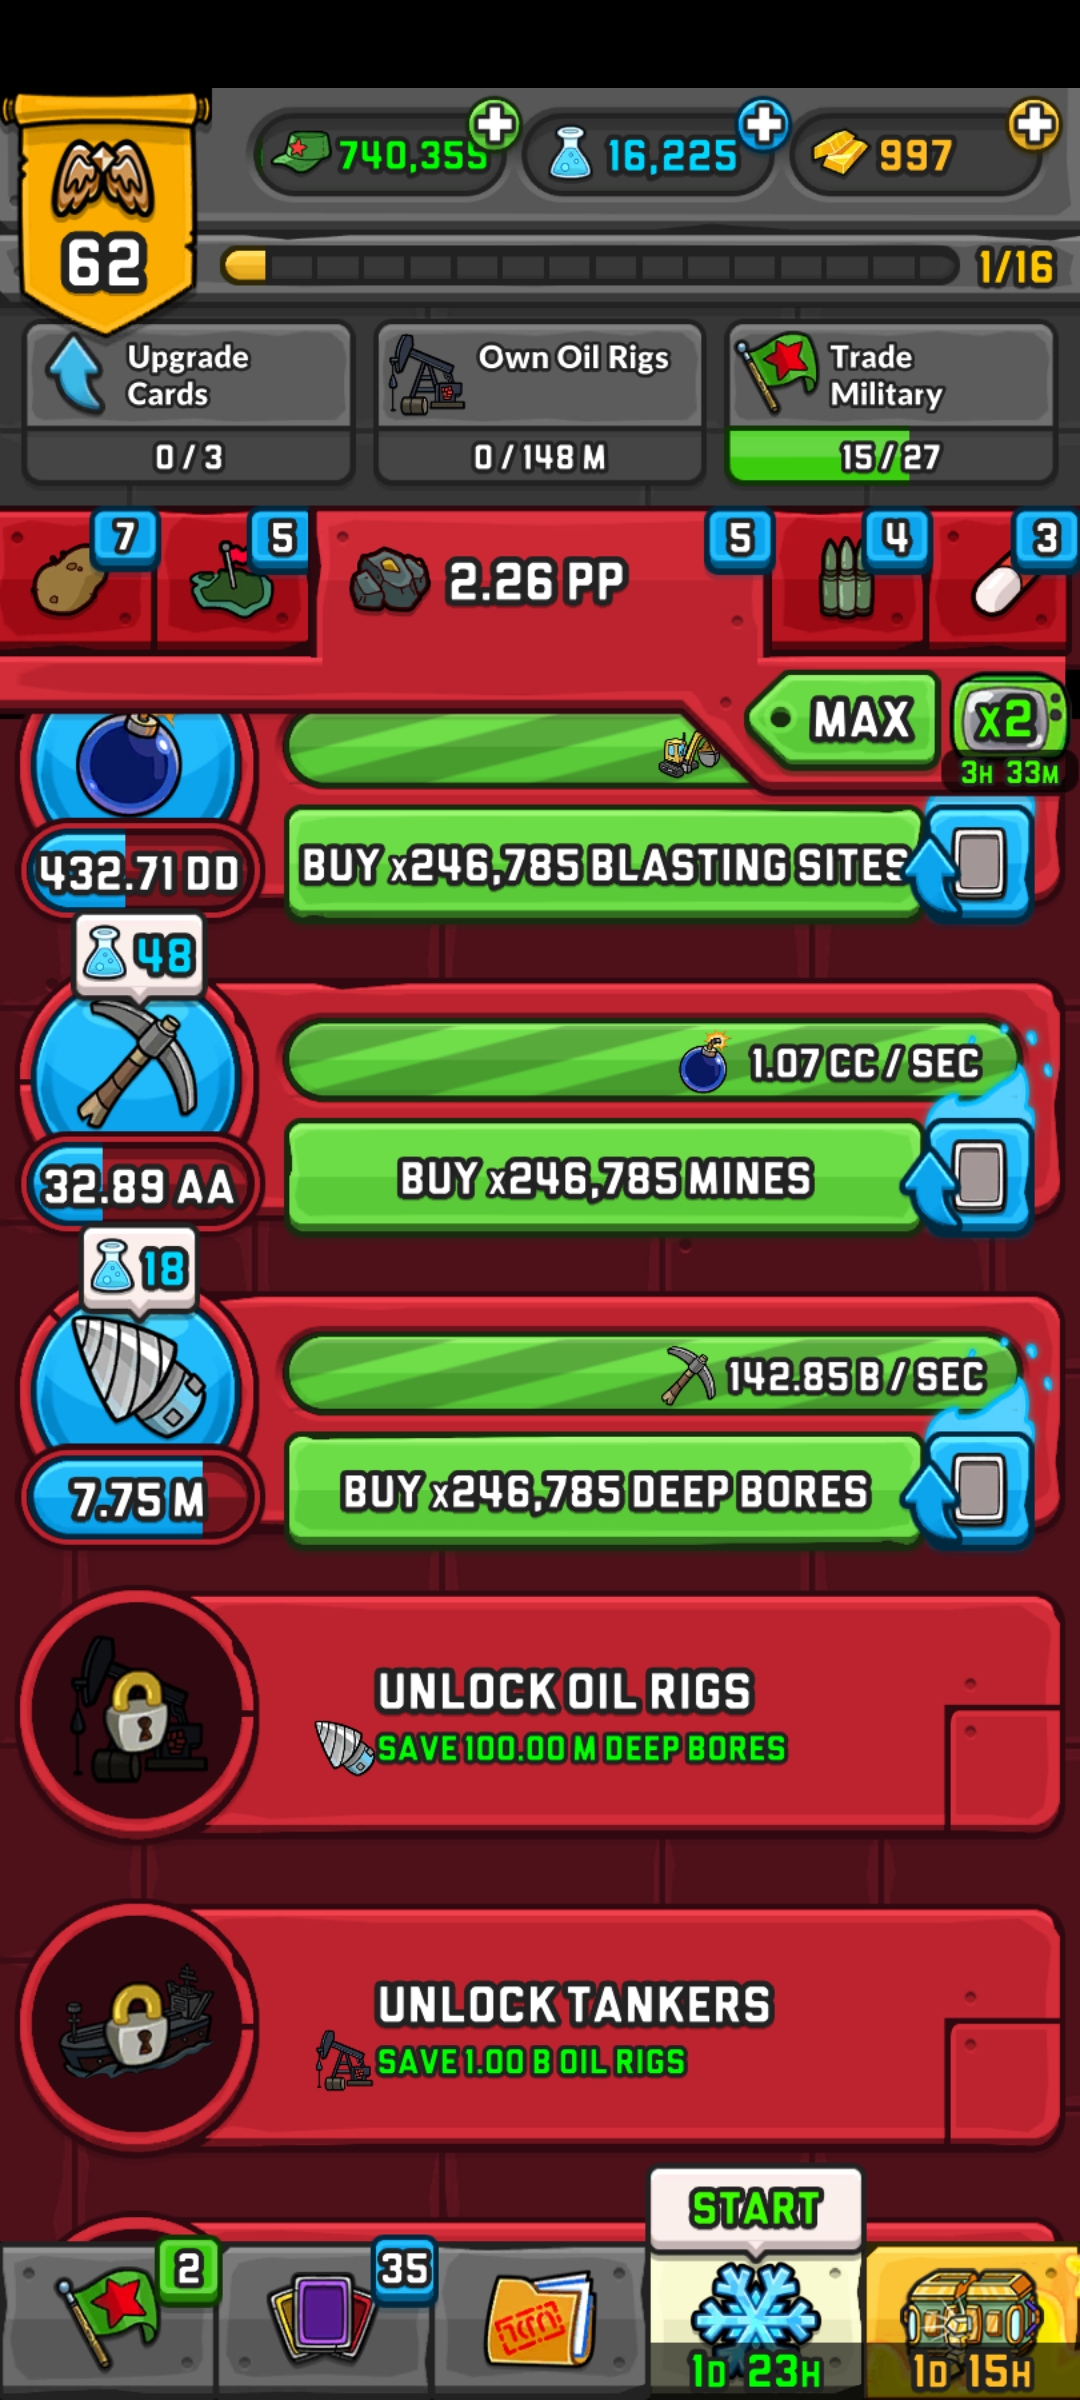 740,355
16,225
997
62
1/16
Upgrade
Cards
0 / 3
Own Oil Rigs
0 / 148 M
Trade
Military
15 / 27
7
5
2.26 PP
5
4
3
MAX
x2
3H 33M
432.71 DD
BUY x246,785 BLASTING SITES
48
1.07 CC / SEC
32.89 AA
BUY x246,785 MINES
18
142.85 B / SEC
7.75 M
BUY x246,785 DEEP BORES
UNLOCK OIL RIGS
SAVE 100.00 M DEEP BORES
UNLOCK TANKERS
SAVE 1.00 B OIL RIGS
START
2
35
1D 23H
1D 15H